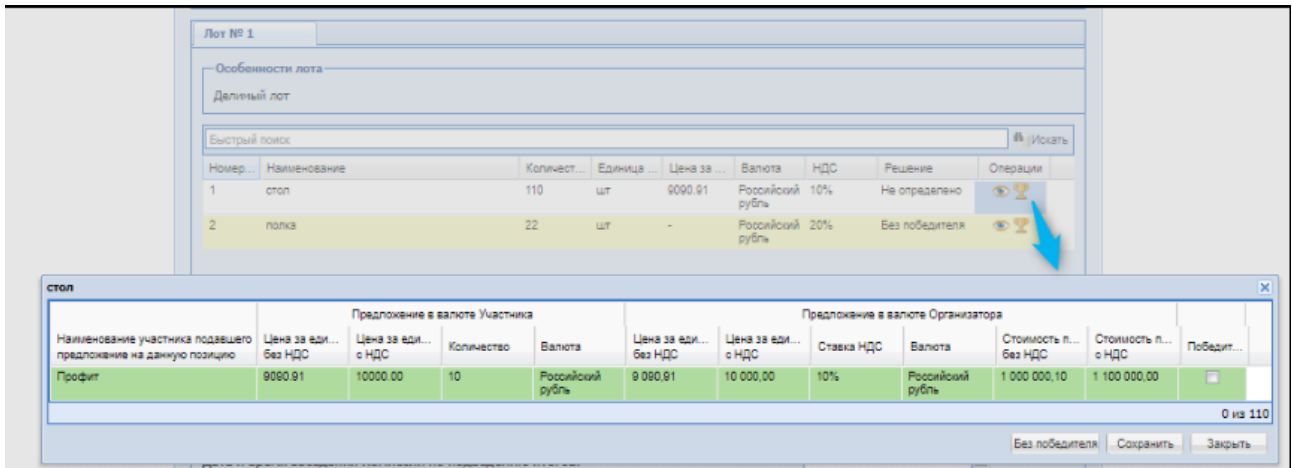 Лот № 1
Особенности лота
Делимый лот
Быстрый поиск Искать
Номер... Наименование Количест... Единица ... Цена за ... Валюта НДС Решение Операции
1 стол 110 шт 9090.91 Российский рубль 10% Не определено
2 полка 22 шт - Российский рубль 20% Без победителя
стол
Предложение в валюте Участника Предложение в валюте Организатора
Наименование участника подавшего предложение на данную позицию Цена за еди... без НДС Цена за еди... с НДС Количество Валюта Цена за еди... без НДС Цена за еди... с НДС Ставка НДС Валюта Стоимость п... без НДС Стоимость п... с НДС Победит...
Профит 9090.91 10000.00 10 Российский рубль 9 090,91 10 000,00 10% Российский рубль 1 000 000,10 1 100 000,00
0 из 110
Без победителя Сохранить Закрыть